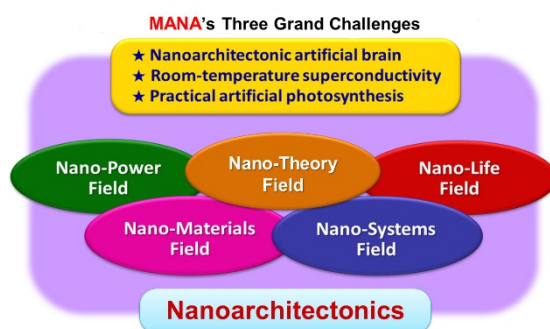 MANA's Three Grand Challenges
★ Nanoarchitectonic artificial brain
★ Room-temperature superconductivity
★ Practical artificial photosynthesis
Nano-Power
Field
Nano-Theory
Field
Nano-Life
Field
Nano-Materials
Field
Nano-Systems
Field
Nanoarchitectonics